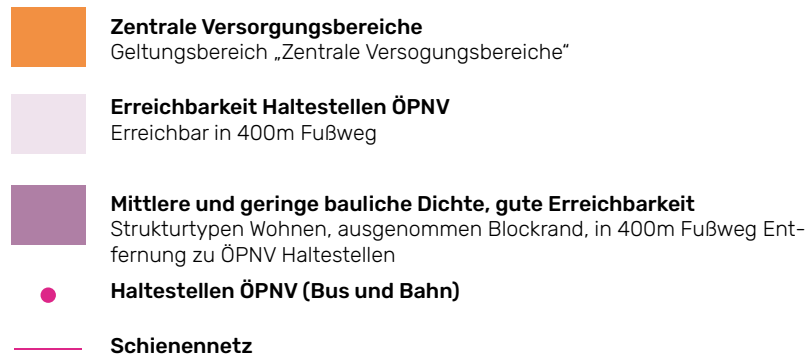 Zentrale Versorgungsbereiche
Geltungsbereich „Zentrale Versogungsbereiche“
Erreichbarkeit Haltestellen ÖPNV
Erreichbar in 400m Fußweg
Mittlere und geringe bauliche Dichte, gute Erreichbarkeit
Strukturtypen Wohnen, ausgenommen Blockrand, in 400m Fußweg Ent-
fernung zu ÖPNV Haltestellen
Haltestellen ÖPNV (Bus und Bahn)
Schienennetz